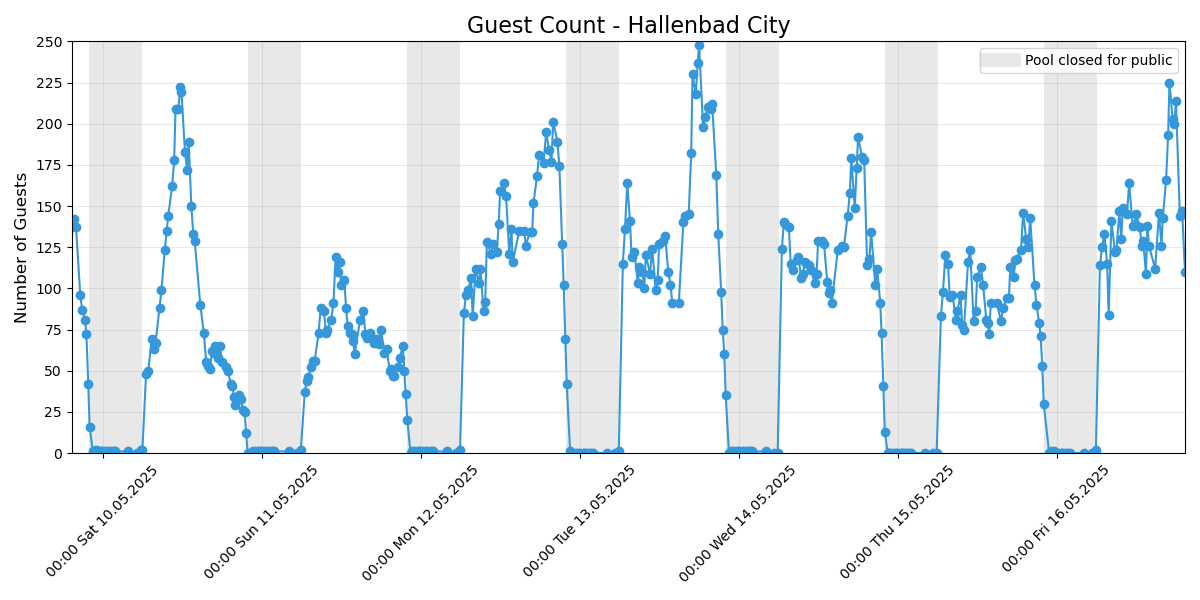 Guest Count - Hallenbad City
Pool closed for public
Number of Guests
250
225
200
175
150
125
100
75
50
25
0
00:00 Sat 10.05.2025
00:00 Sun 11.05.2025
00:00 Mon 12.05.2025
00:00 Tue 13.05.2025
00:00 Wed 14.05.2025
00:00 Thu 15.05.2025
00:00 Fri 16.05.2025